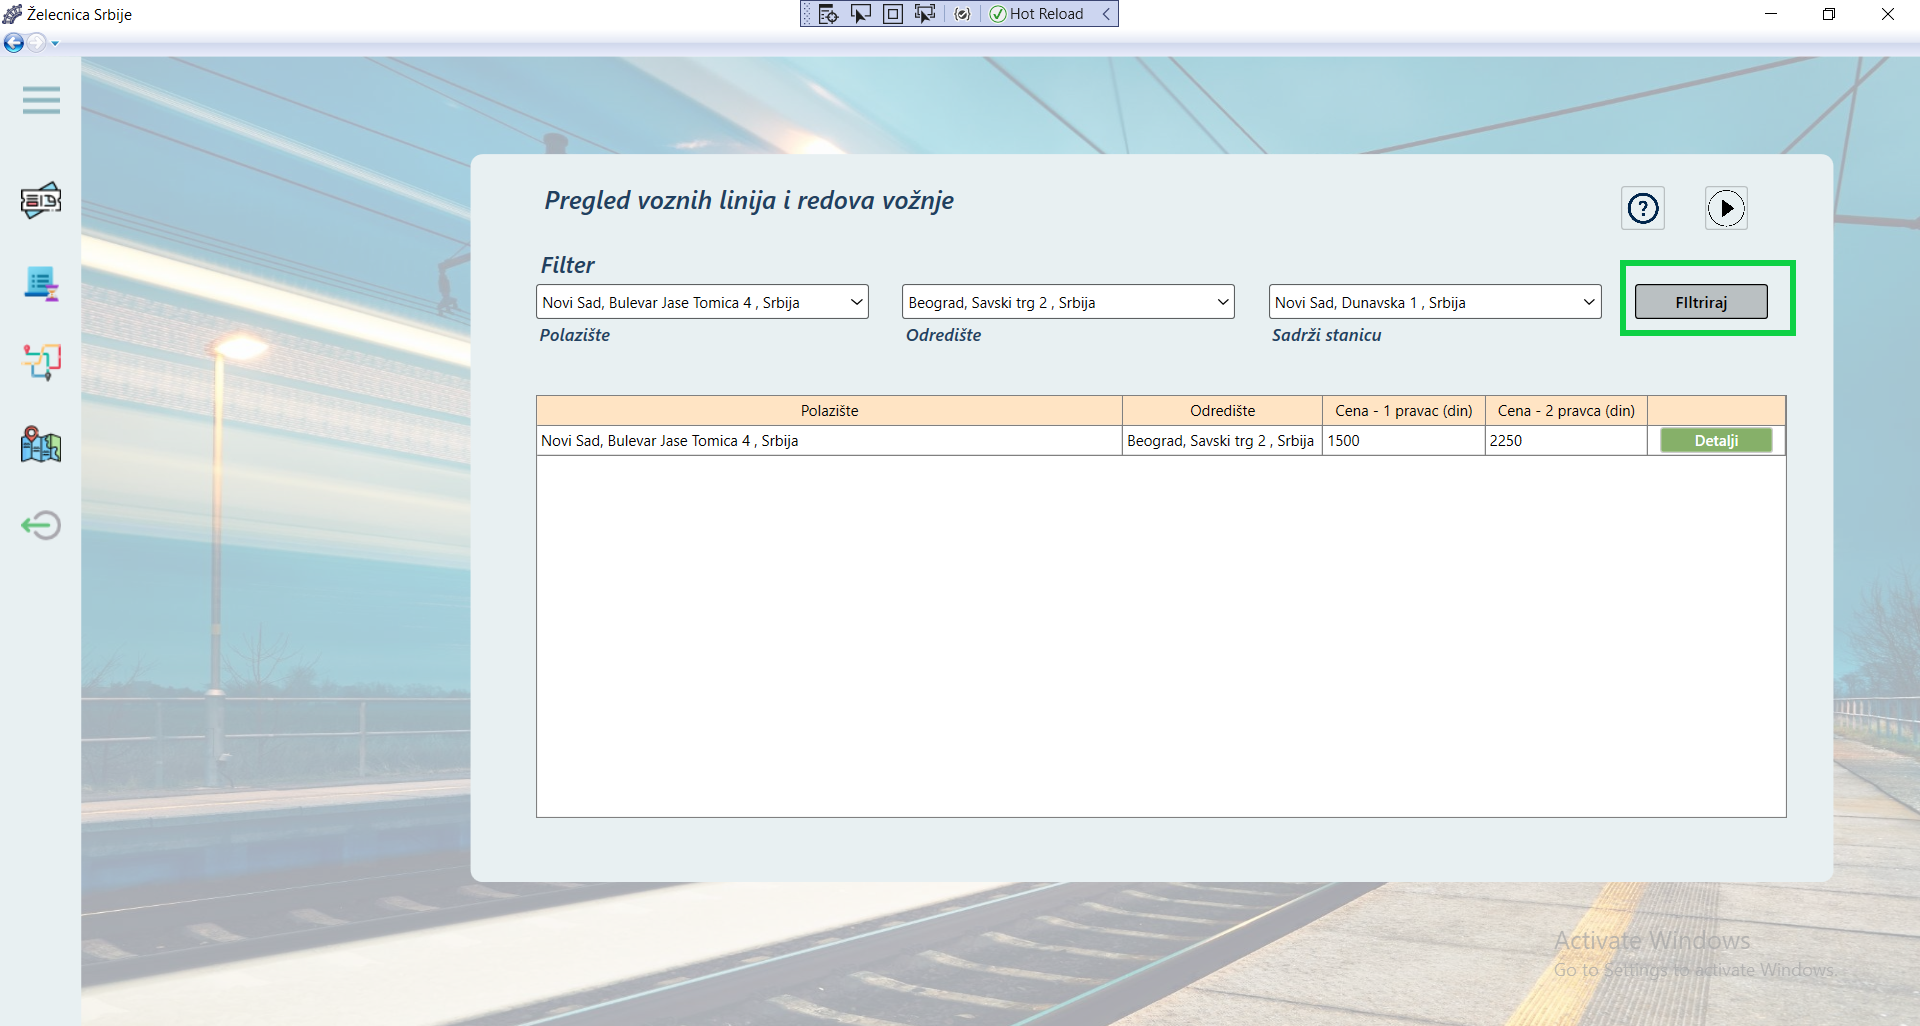 Želecnica Srbije
Hot Reload
Pregled voznih linija i redova vožnje
Filter
Novi Sad, Bulevar Jase Tomica 4 , Srbija
Beograd, Savski trg 2 , Srbija
Novi Sad, Dunavska 1 , Srbija
FIltriraj
Polazište
Odredište
Sadrži stanicu
Polazište Odredište Cena - 1 pravac (din) Cena - 2 pravca (din)
Novi Sad, Bulevar Jase Tomica 4 , Srbija Beograd, Savski trg 2 , Srbija 1500 2250 Detalji
Activate Windows
Go to Settings to activate Windows.